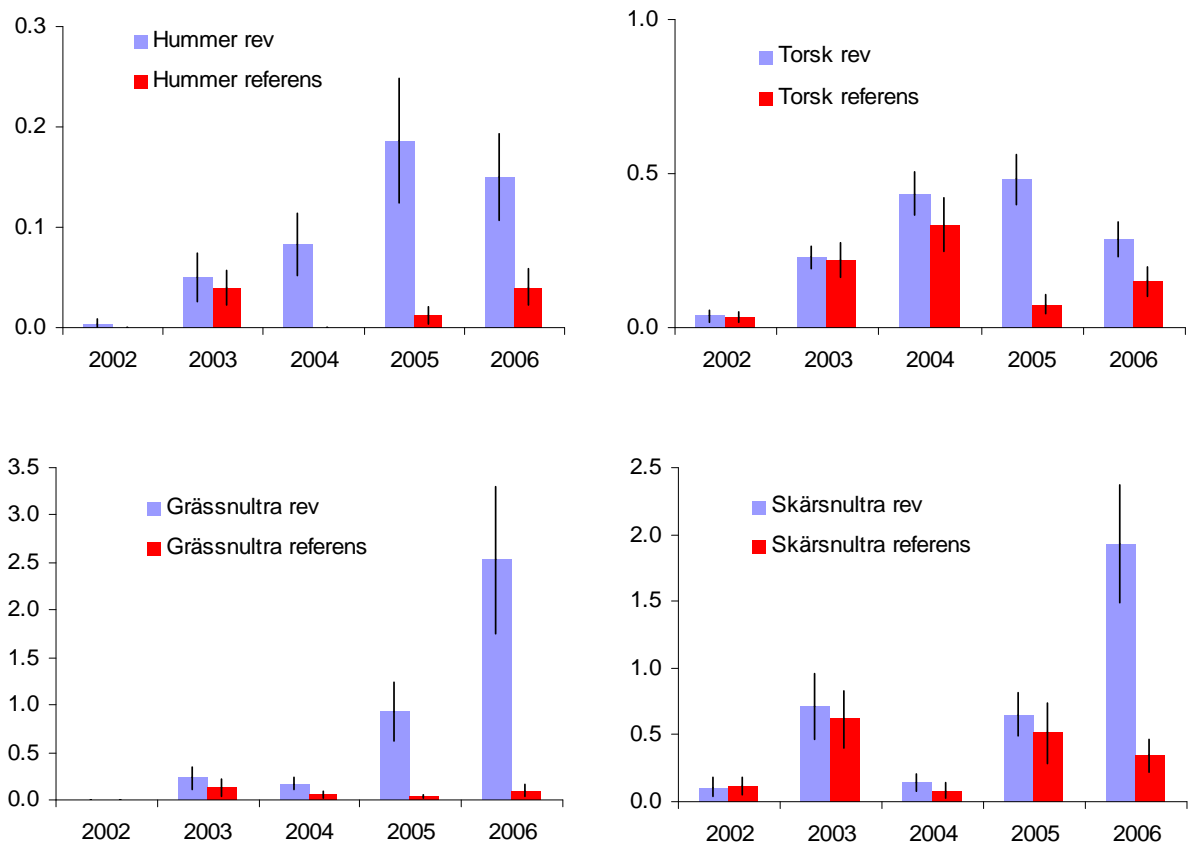 0.3
Hummer rev
Hummer referens
0.2
0.1
0.0
2002 2003 2004 2005 2006
1.0
Torsk rev
Torsk referens
0.5
0.0
2002 2003 2004 2005 2006
3.5
Grässnultra rev
3.0
Grässnultra referens
2.5
2.0
1.5
1.0
0.5
0.0
2002 2003 2004 2005 2006
2.5
Skärsnultra rev
Skärsnultra referens
2.0
1.5
1.0
0.5
0.0
2002 2003 2004 2005 2006